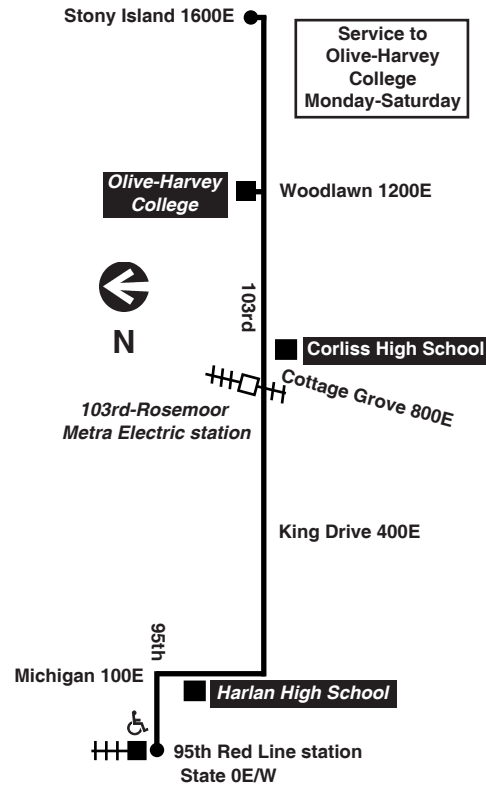 Stony Island 1600E
Service to
Olive-Harvey
College
Monday-Saturday
Olive-Harvey
College
Woodlawn 1200E
103rd
N
Corliss High School
Cottage Grove 800E
103rd-Rosemoor
Metra Electric station
King Drive 400E
95th
Michigan 100E
Harlan High School
95th Red Line station
State 0E/W